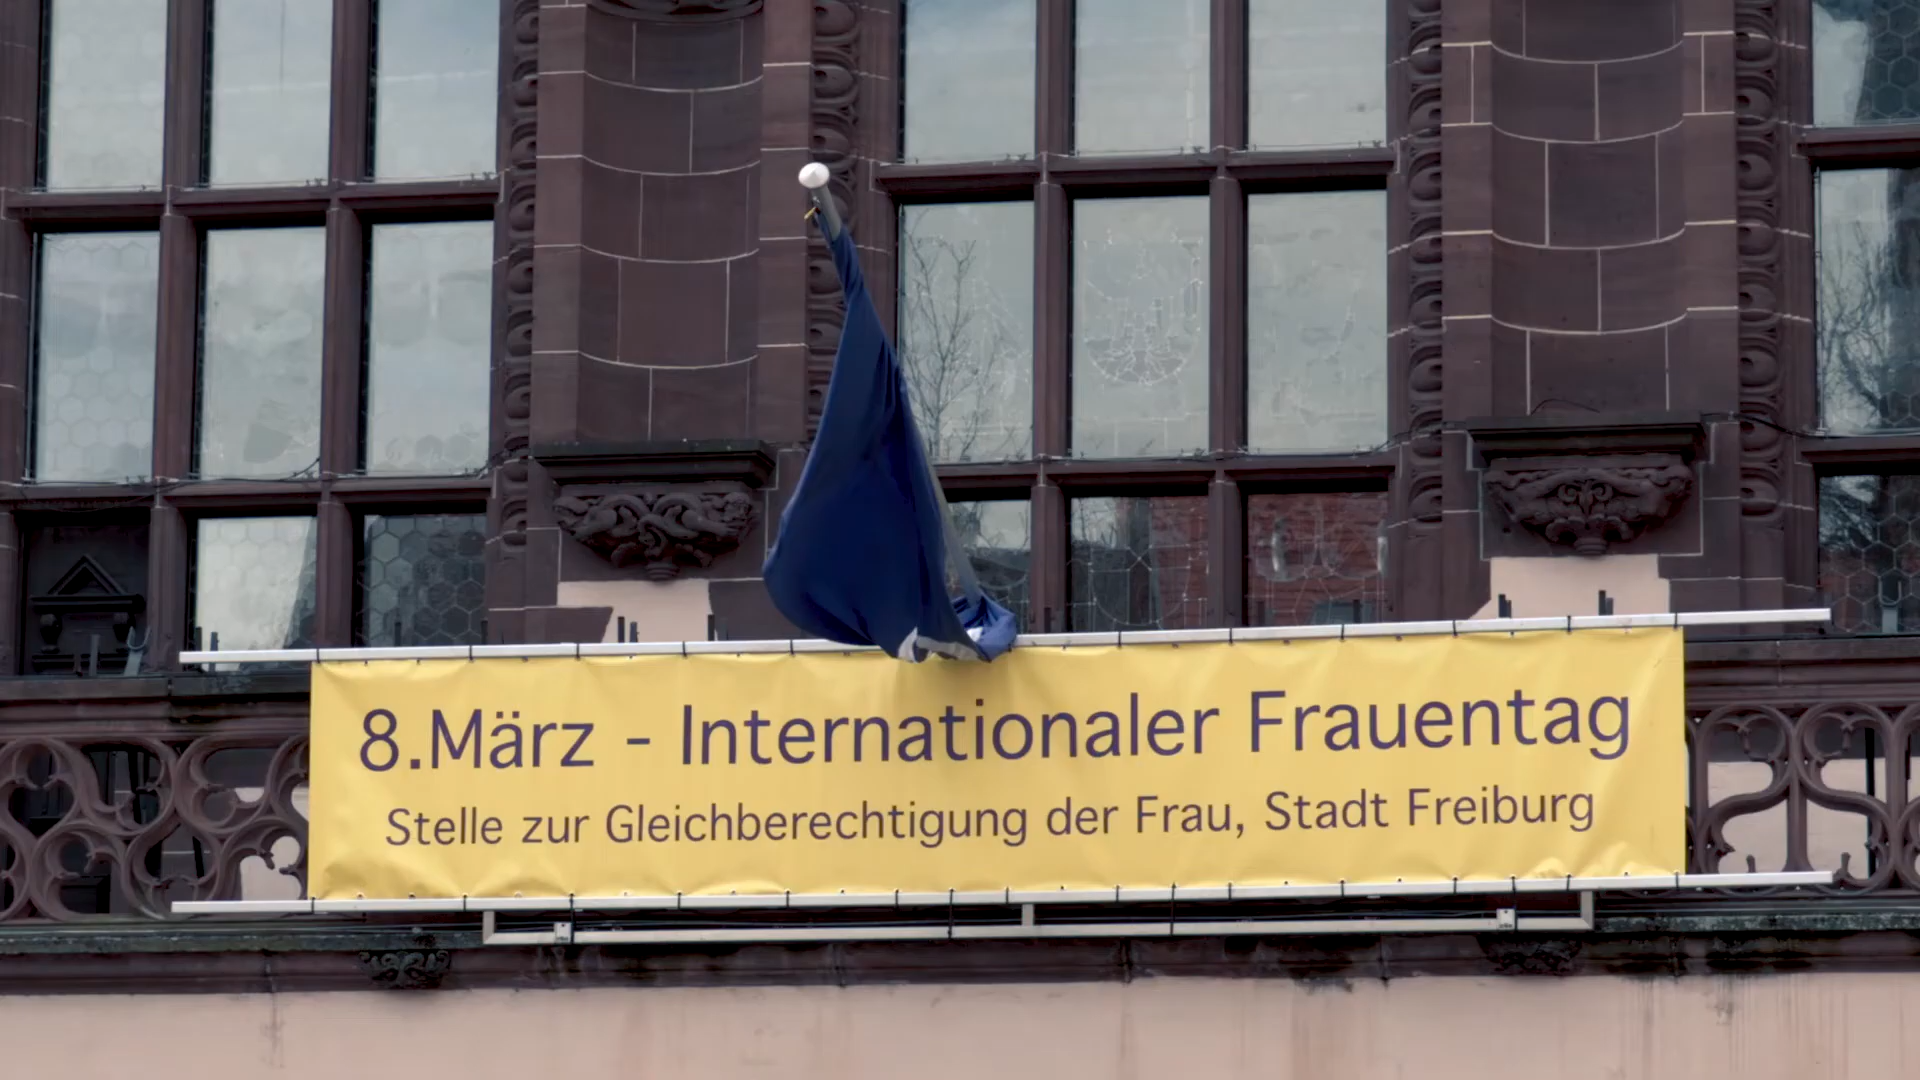 8.März - Internationaler Frauentag
Stelle zur Gleichberechtigung der Frau, Stadt Freiburg